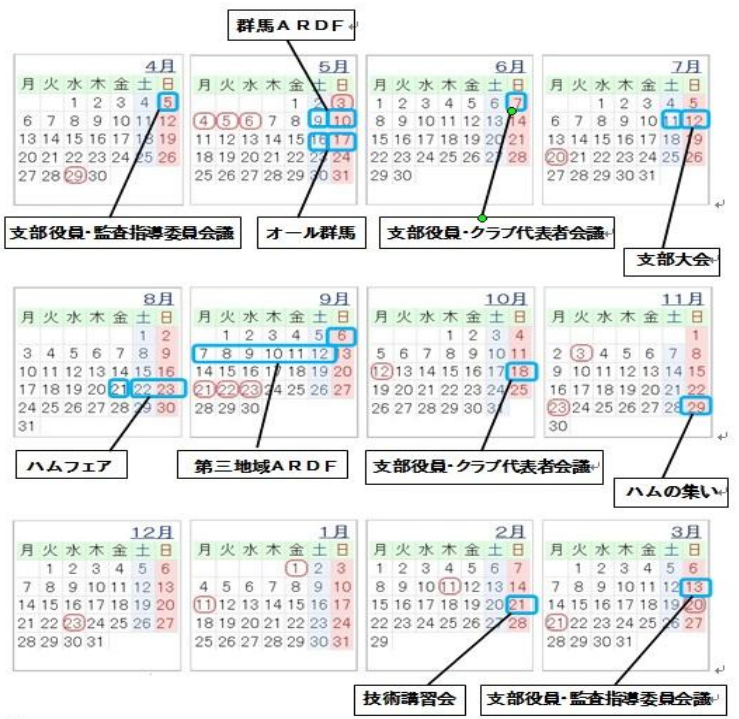 群馬ARDF
4月
月 火 水 木 金 土 日
1 2 3 4 5
6 7 8 9 10 11 12
13 14 15 16 17 18 19
20 21 22 23 24 25 26
27 28 29 30
5月
月 火 水 木 金 土 日
1 2 3
4 5 6 7 8 9 10
11 12 13 14 15 16 17
18 19 20 21 22 23 24
25 26 27 28 29 30 31
6月
月 火 水 木 金 土 日
1 2 3 4 5 6 7
8 9 10 11 12 13 14
15 16 17 18 19 20 21
22 23 24 25 26 27 28
29 30
7月
月 火 水 木 金 土 日
1 2 3 4 5
6 7 8 9 10 11 12
13 14 15 16 17 18 19
20 21 22 23 24 25 26
27 28 29 30 31
支部役員・監査指導委員会議
オール群馬
支部役員・クラブ代表者会議
支部大会
8月
月 火 水 木 金 土 日
1 2
3 4 5 6 7 8 9
10 11 12 13 14 15 16
17 18 19 20 21 22 23
24 25 26 27 28 29 30
31
9月
月 火 水 木 金 土 日
1 2 3 4 5 6
7 8 9 10 11 12 13
14 15 16 17 18 19 20
21 22 23 24 25 26 27
28 29 30
10月
月 火 水 木 金 土 日
1 2 3 4
5 6 7 8 9 10 11
12 13 14 15 16 17 18
19 20 21 22 23 24 25
26 27 28 29 30 31
11月
月 火 水 木 金 土 日
1
2 3 4 5 6 7 8
9 10 11 12 13 14 15
16 17 18 19 20 21 22
23 24 25 26 27 28 29
30
ハムフェア
第三地域ARDF
支部役員・クラブ代表者会議
ハムの集い
12月
月 火 水 木 金 土 日
1 2 3 4 5 6
7 8 9 10 11 12 13
14 15 16 17 18 19 20
21 22 23 24 25 26 27
28 29 30 31
1月
月 火 水 木 金 土 日
1 2 3
4 5 6 7 8 9 10
11 12 13 14 15 16 17
18 19 20 21 22 23 24
25 26 27 28 29 30 31
2月
月 火 水 木 金 土 日
1 2 3 4 5 6 7
8 9 10 11 12 13 14
15 16 17 18 19 20 21
22 23 24 25 26 27 28
29
3月
月 火 水 木 金 土 日
1 2 3 4 5 6
7 8 9 10 11 12 13
14 15 16 17 18 19 20
21 22 23 24 25 26 27
28 29 30 31
技術講習会
支部役員・監査指導委員会議